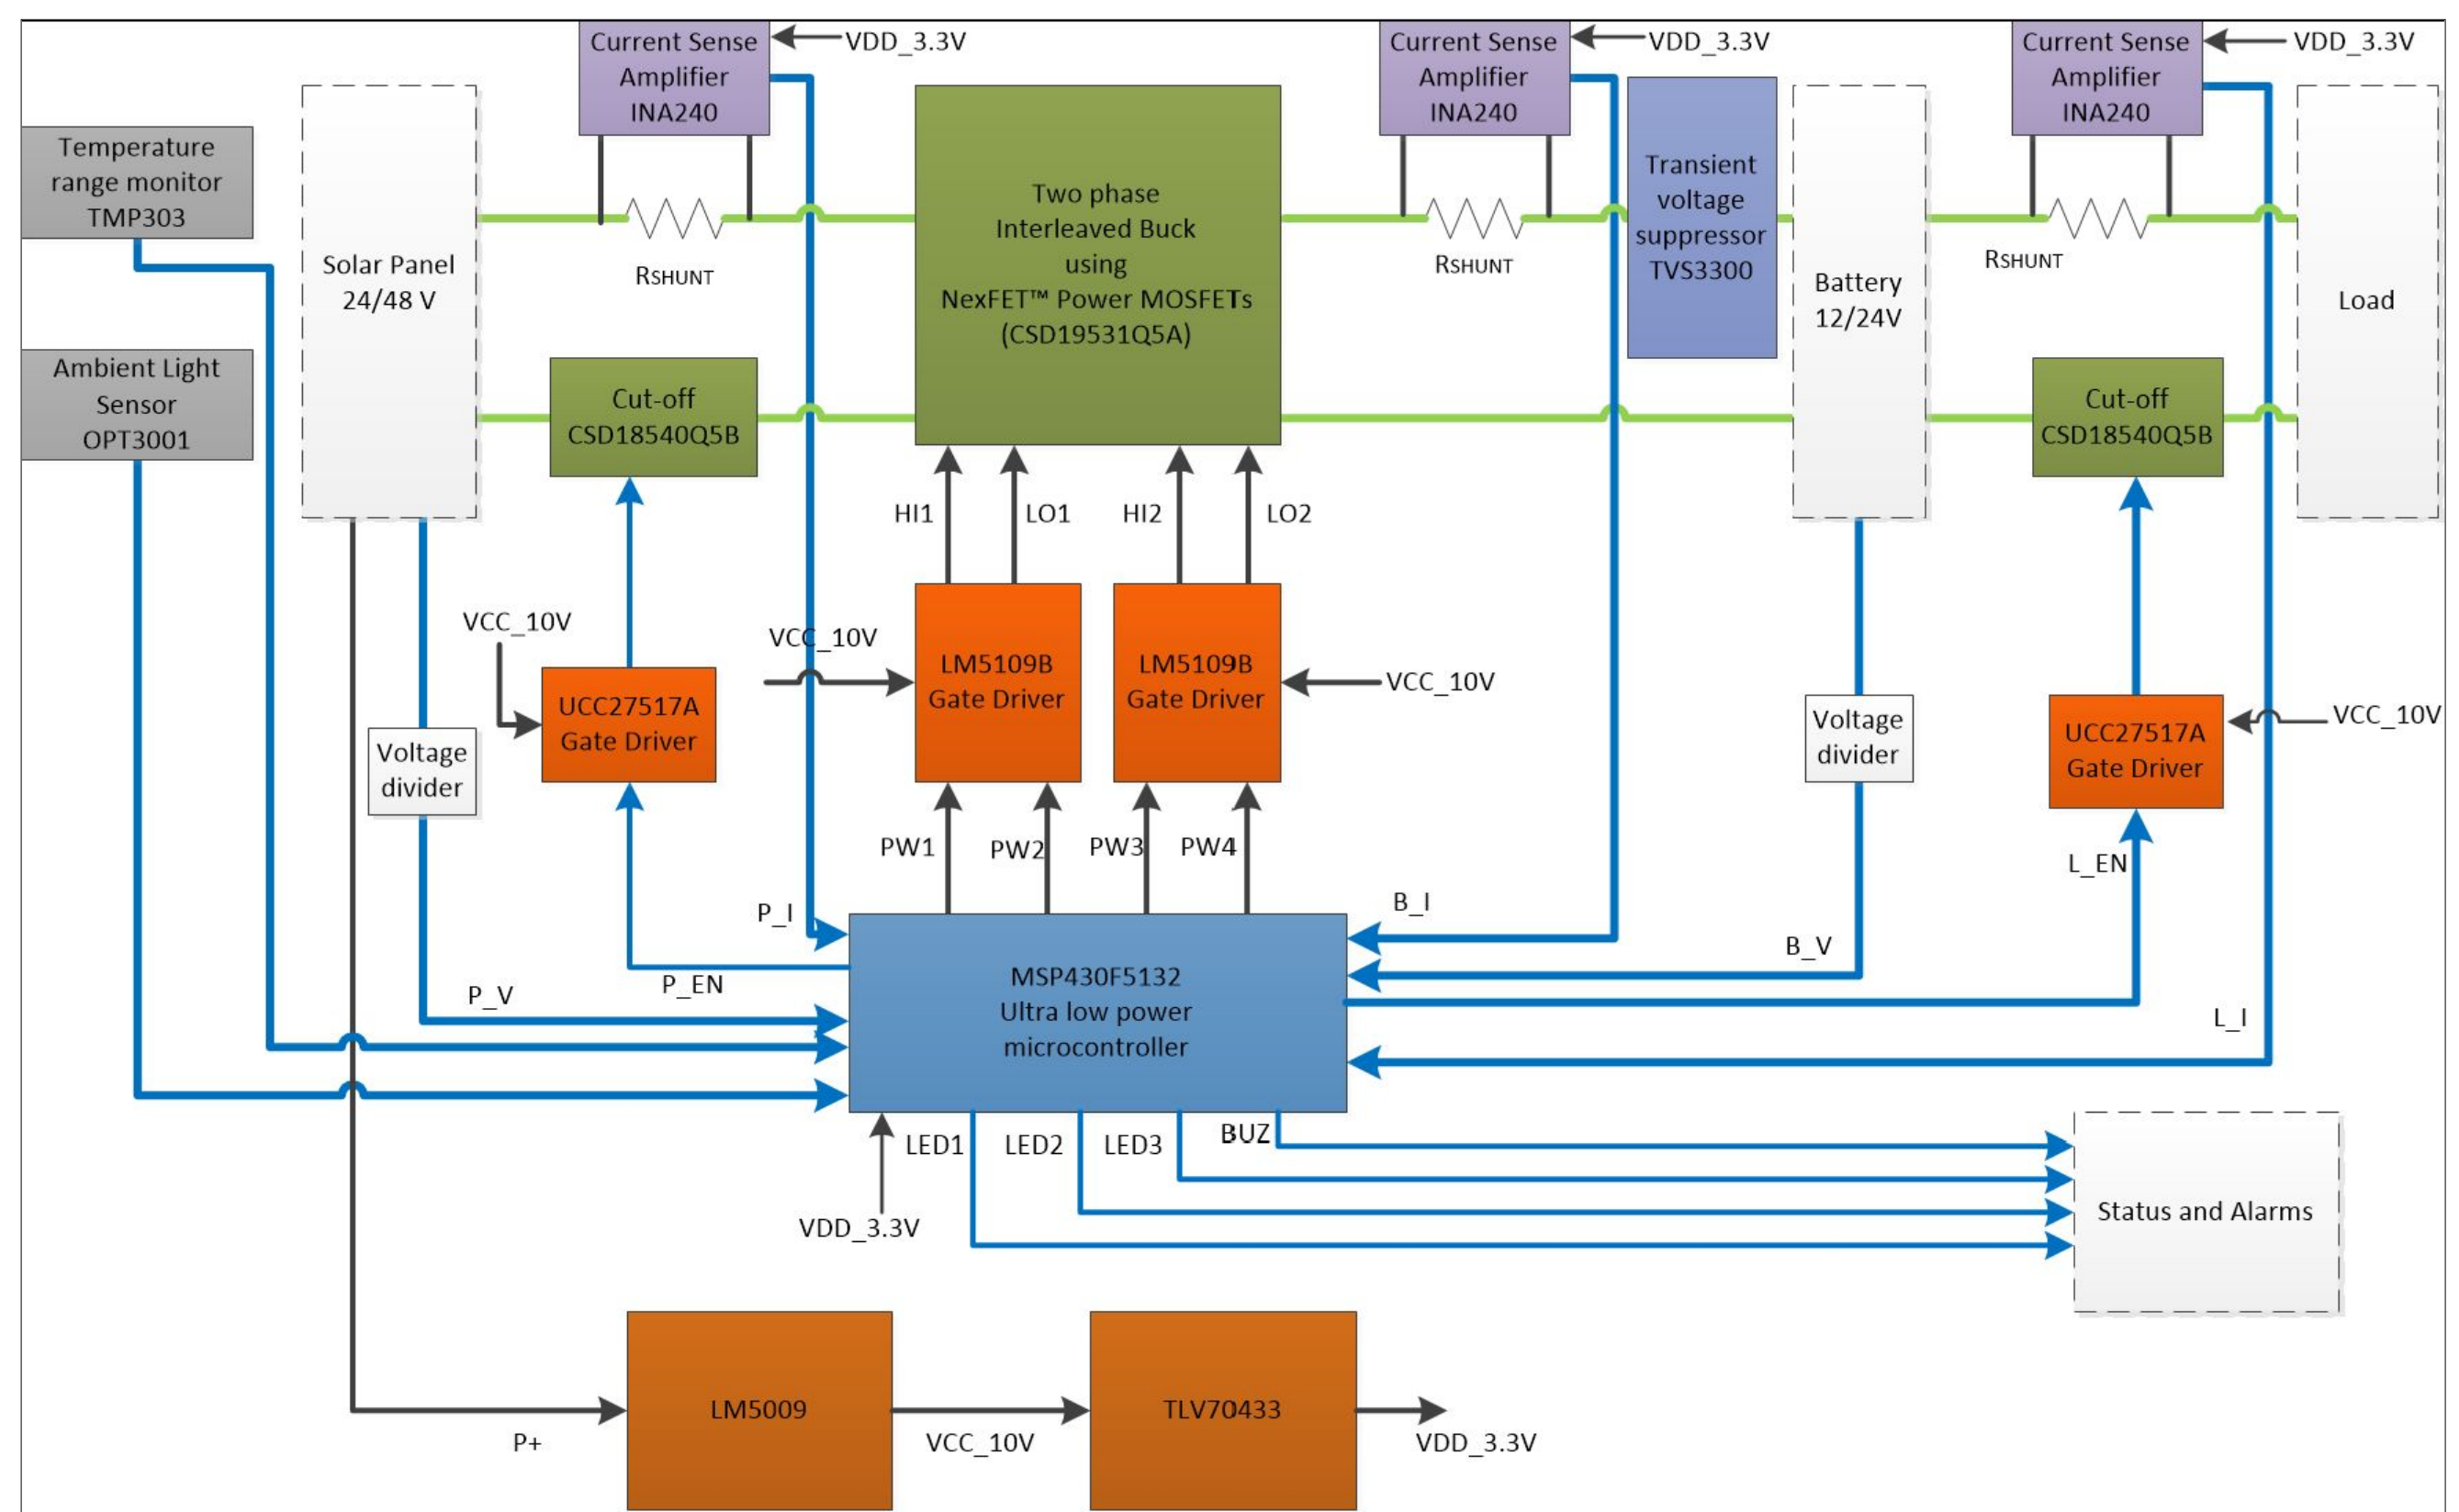 Current Sense
Amplifier
INA240
VDD_3.3V
Current Sense
Amplifier
INA240
VDD_3.3V
Current Sense
Amplifier
INA240
VDD_3.3V
Temperature
range monitor
TMP303
Ambient Light
Sensor
OPT3001
Solar Panel
24/48 V
RSHUNT
Cut-off
CSD18540Q5B
Two phase
Interleaved Buck
using
NexFET™ Power MOSFETs
(CSD19531Q5A)
RSHUNT
Transient
voltage
suppressor
TVS3300
Battery
12/24V
RSHUNT
Cut-off
CSD18540Q5B
Load
HI1
LO1
HI2
LO2
VCC_10V
UCC27517A
Gate Driver
VCC_10V
LM5109B
Gate Driver
LM5109B
Gate Driver
VCC_10V
Voltage
divider
Voltage
divider
UCC27517A
Gate Driver
VCC_10V
PW1
PW2
PW3
PW4
L_EN
P_I
B_I
B_V
P_EN
P_V
L_I
MSP430F5132
Ultra low power
microcontroller
LED1
LED2
LED3
BUZ
VDD_3.3V
Status and Alarms
P+
LM5009
VCC_10V
TLV70433
VDD_3.3V